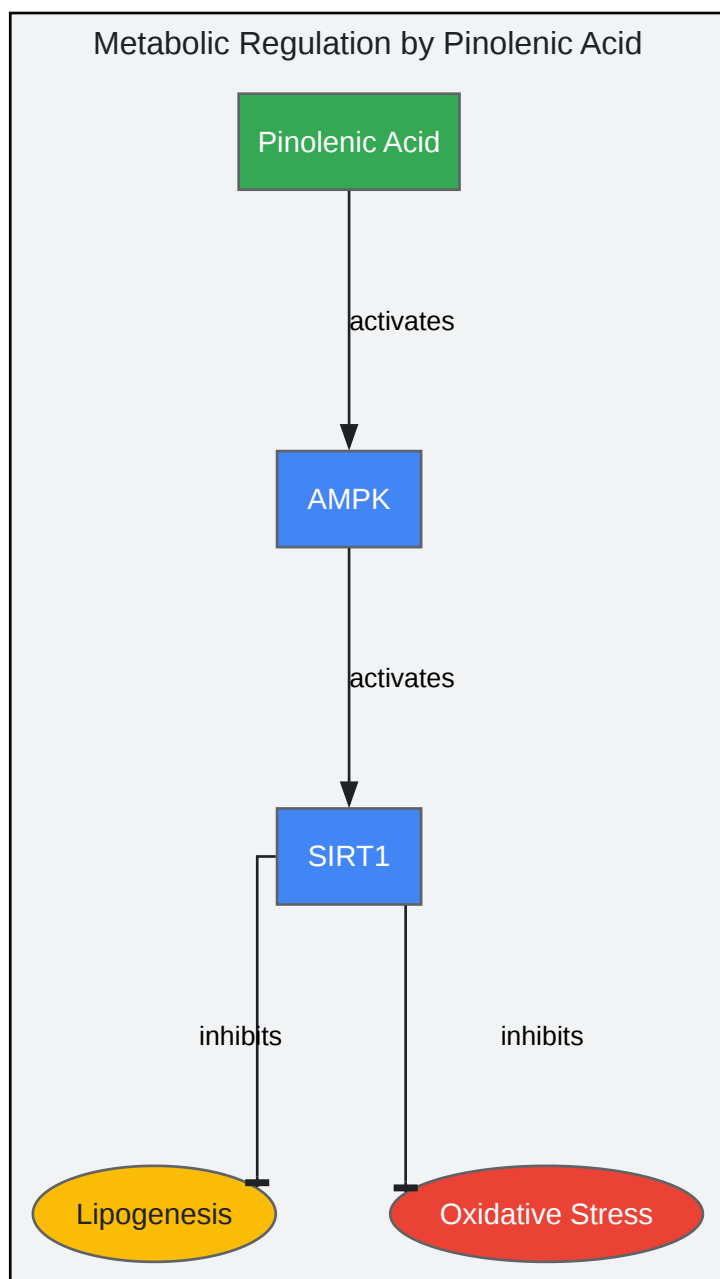 Metabolic Regulation by Pinolenic Acid
Pinolenic Acid
activates
AMPK
activates
SIRT1
inhibits
inhibits
Lipogenesis
Oxidative Stress